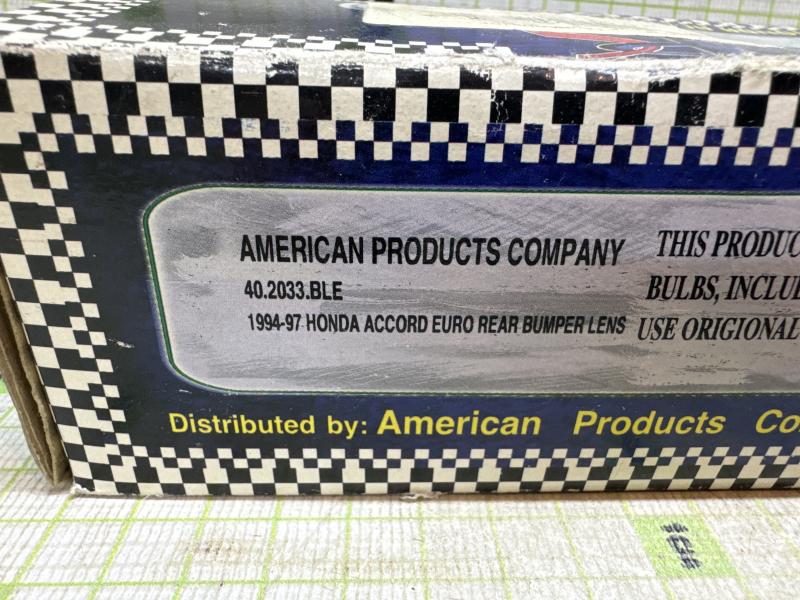 AMERICAN PRODUCTS COMPANY
40.2033.BLE
1994-97 HONDA ACCORD EURO REAR BUMPER LENS
THIS PRODUC
BULBS, INCLU
USE ORIGIONAL
Distributed by: American Products Co